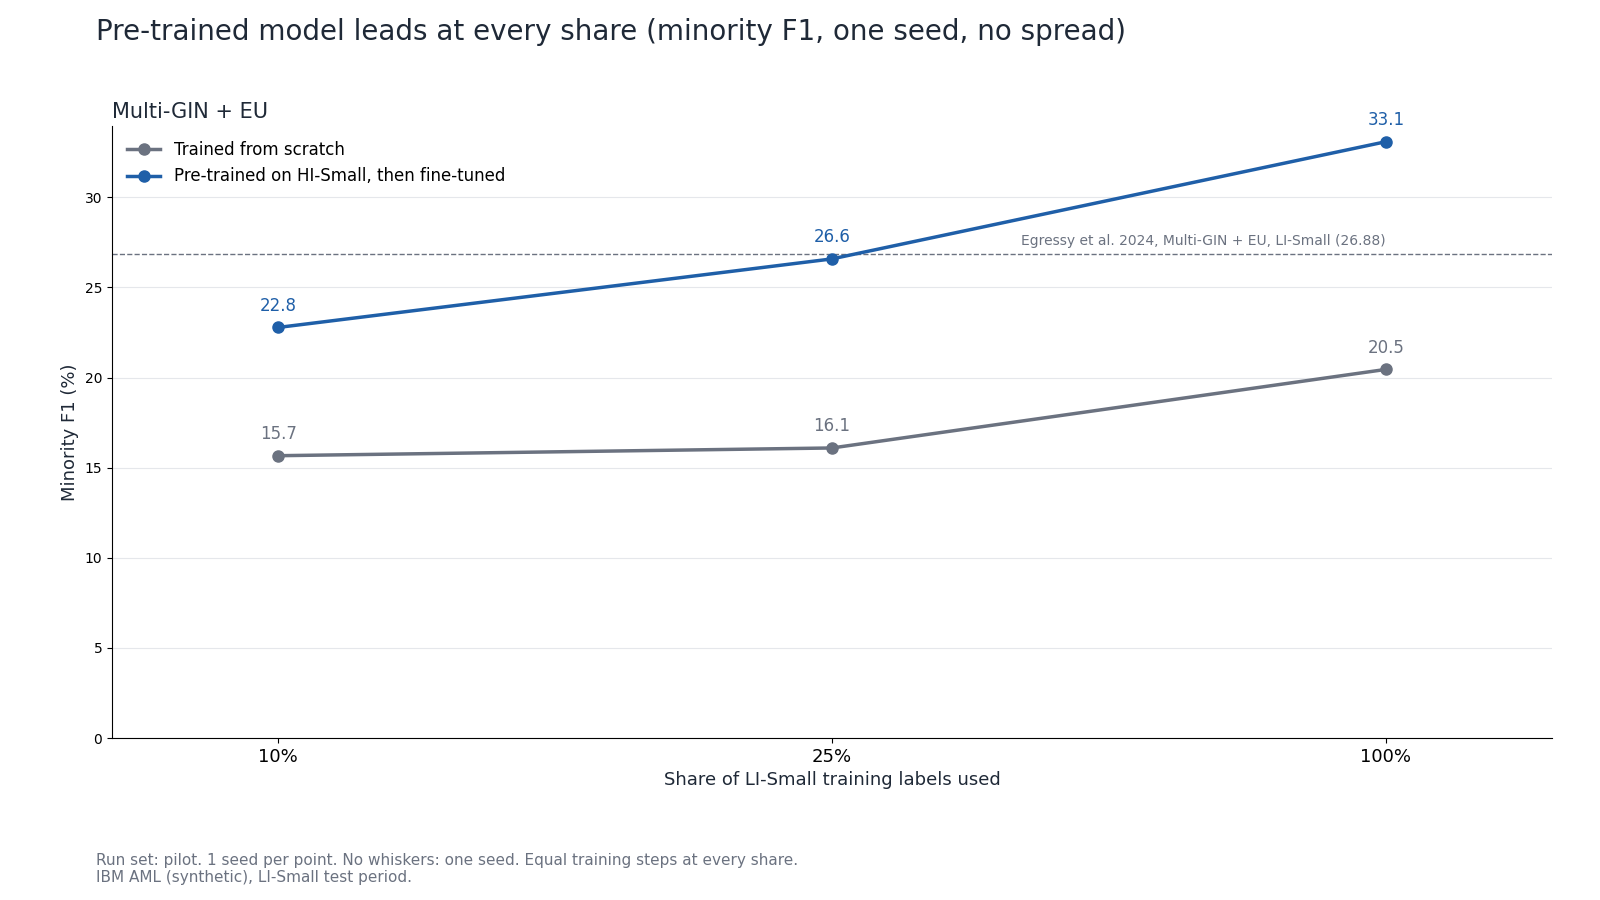 Pre-trained model leads at every share (minority F1, one seed, no spread)
Multi-GIN + EU
Trained from scratch
Pre-trained on HI-Small, then fine-tuned
33.1
30
26.6
Egressy et al. 2024, Multi-GIN + EU, LI-Small (26.88)
25
22.8
20.5
20
16.1
15.7
15
10
5
0
Minority F1 (%)
10%
25%
100%
Share of LI-Small training labels used
Run set: pilot. 1 seed per point. No whiskers: one seed. Equal training steps at every share.
IBM AML (synthetic), LI-Small test period.